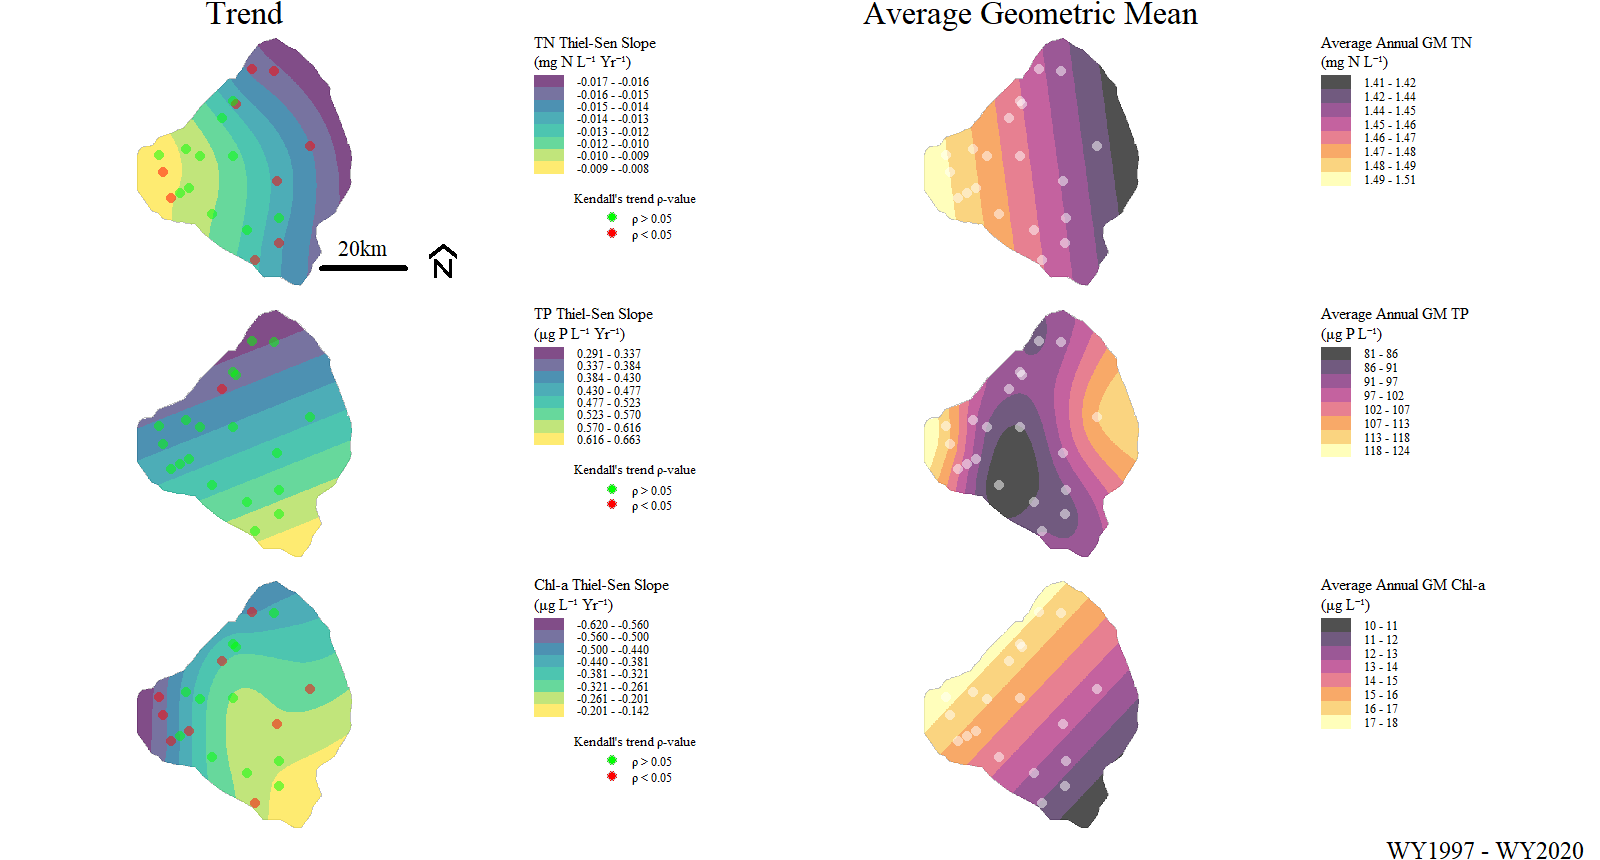 Trend
Average Geometric Mean
TN Thiel-Sen Slope
(mg N L⁻¹ Yr⁻¹)
-0.017 - -0.016
-0.016 - -0.015
-0.015 - -0.014
-0.014 - -0.013
-0.013 - -0.012
-0.012 - -0.010
-0.010 - -0.009
-0.009 - -0.008
Kendall's trend ρ-value
ρ > 0.05
ρ < 0.05
20km
N
Average Annual GM TN
(mg N L⁻¹)
1.41 - 1.42
1.42 - 1.44
1.44 - 1.45
1.45 - 1.46
1.46 - 1.47
1.47 - 1.48
1.48 - 1.49
1.49 - 1.51
TP Thiel-Sen Slope
(µg P L⁻¹ Yr⁻¹)
0.291 - 0.337
0.337 - 0.384
0.384 - 0.430
0.430 - 0.477
0.477 - 0.523
0.523 - 0.570
0.570 - 0.616
0.616 - 0.663
Kendall's trend ρ-value
ρ > 0.05
ρ < 0.05
Average Annual GM TP
(µg P L⁻¹)
81 - 86
86 - 91
91 - 97
97 - 102
102 - 107
107 - 113
113 - 118
118 - 124
Chl-a Thiel-Sen Slope
(µg L⁻¹ Yr⁻¹)
-0.620 - -0.560
-0.560 - -0.500
-0.500 - -0.440
-0.440 - -0.381
-0.381 - -0.321
-0.321 - -0.261
-0.261 - -0.201
-0.201 - -0.142
Kendall's trend ρ-value
ρ > 0.05
ρ < 0.05
Average Annual GM Chl-a
(µg L⁻¹)
10 - 11
11 - 12
12 - 13
13 - 14
14 - 15
15 - 16
16 - 17
17 - 18
WY1997 - WY2020